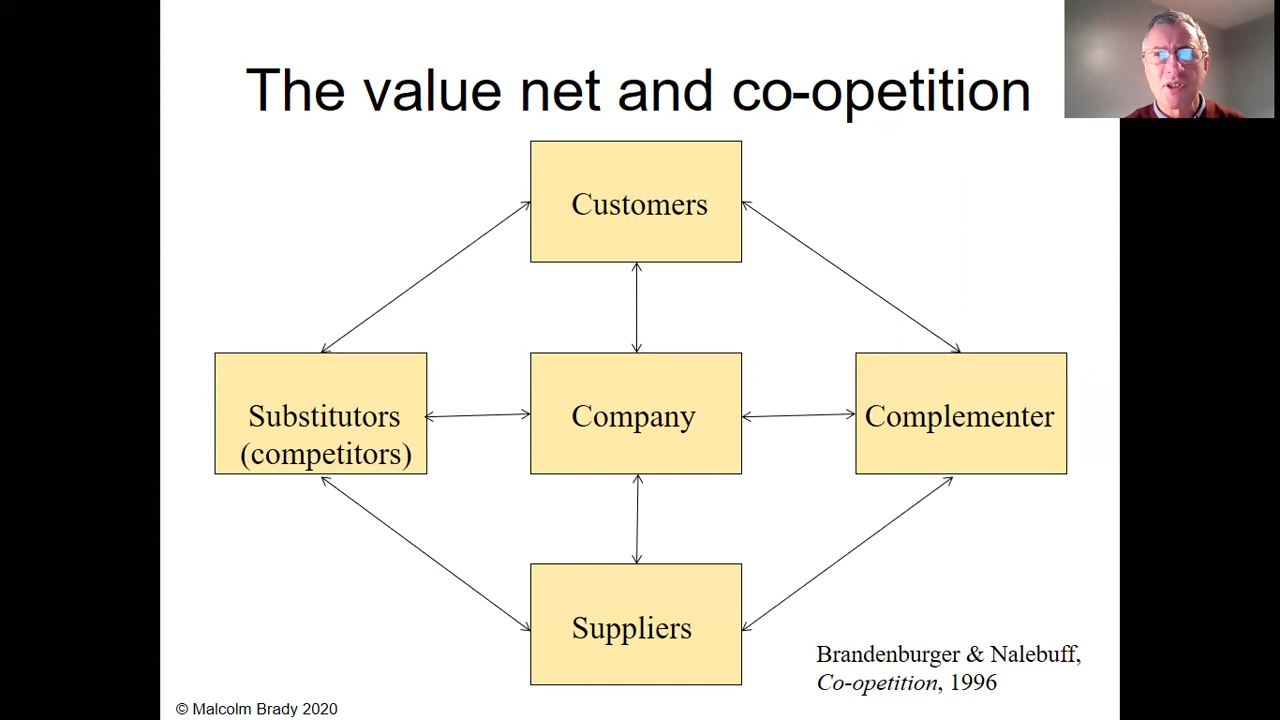 The value net and co-opetition
Customers
Substitutors
(competitors)
Company
Complementer
Suppliers
Brandenburger & Nalebuff,
Co-opetition, 1996
© Malcolm Brady 2020